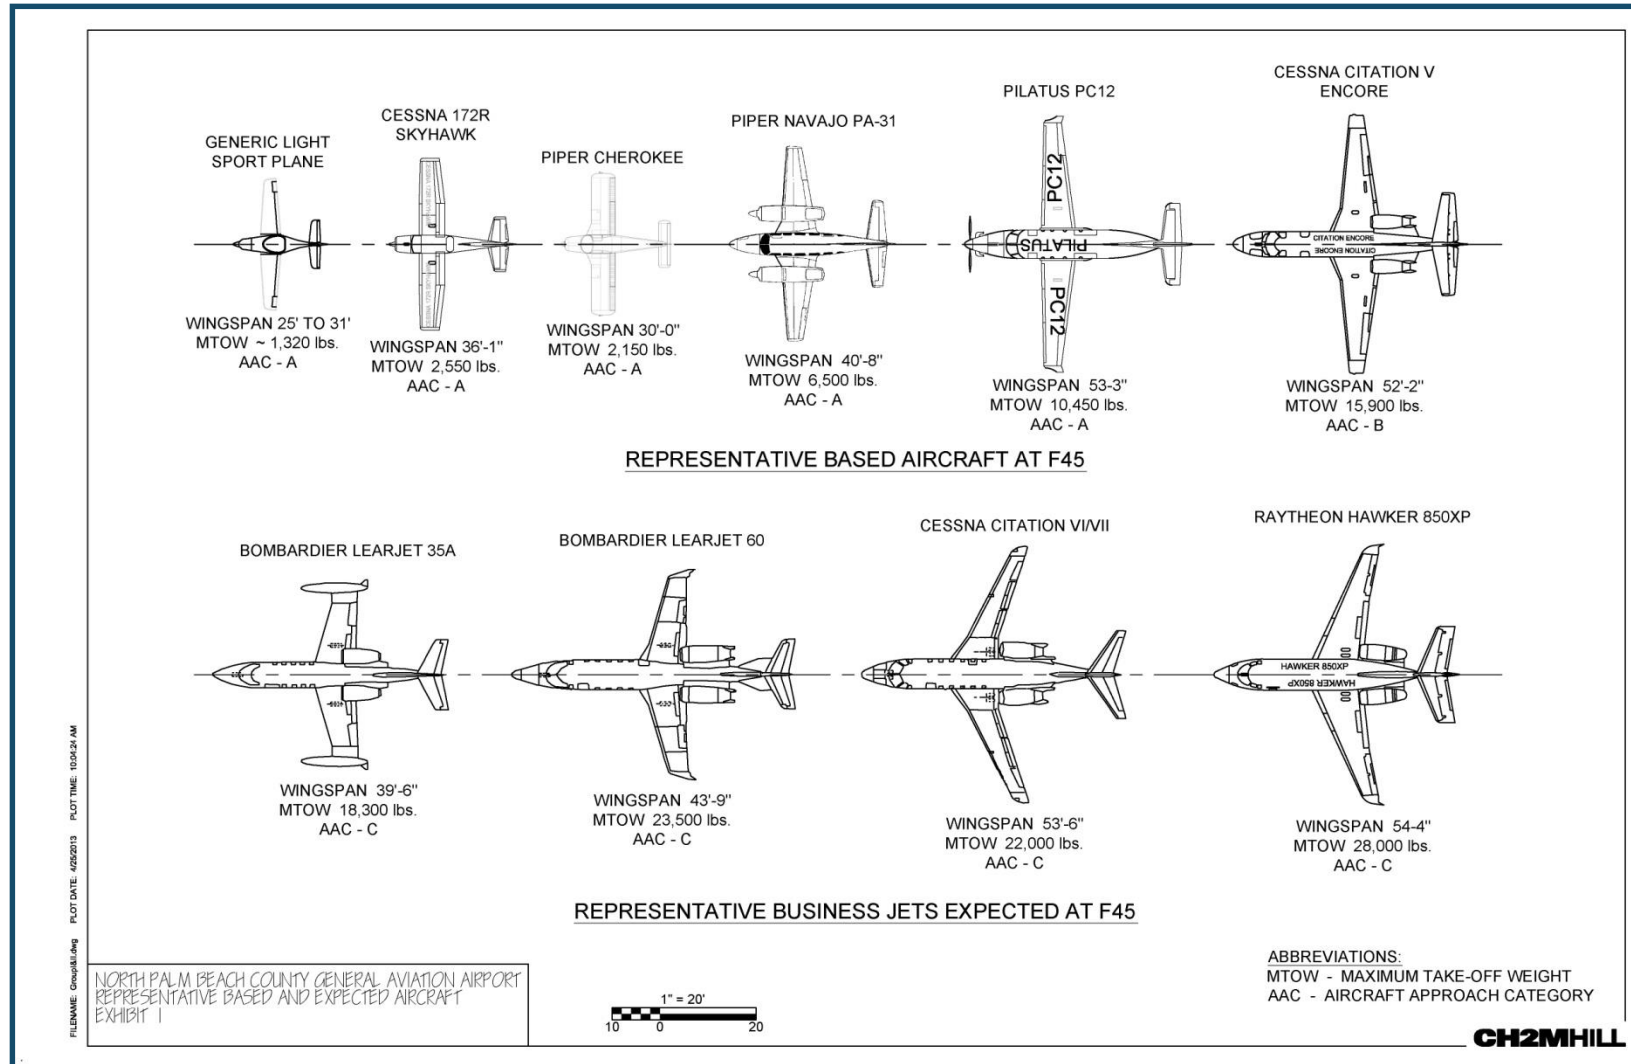 CESSNA CITATION V
ENCORE
PILATUS PC12
CESSNA 172R
SKYHAWK
PIPER NAVAJO PA-31
GENERIC LIGHT
SPORT PLANE
PIPER CHEROKEE
PC12
PILATUS
PC12
CITATION ENCORE
CITATION ENCORE
WINGSPAN 25' TO 31'
MTOW ~ 1,320 lbs.
AAC - A
WINGSPAN 36'-1"
MTOW 2,550 lbs.
AAC - A
WINGSPAN 30'-0"
MTOW 2,150 lbs.
AAC - A
WINGSPAN 40'-8"
MTOW 6,500 lbs.
AAC - A
WINGSPAN 53-3"
MTOW 10,450 lbs.
AAC - A
WINGSPAN 52'-2"
MTOW 15,900 lbs.
AAC - B
REPRESENTATIVE BASED AIRCRAFT AT F45
BOMBARDIER LEARJET 35A
BOMBARDIER LEARJET 60
CESSNA CITATION VI/VII
RAYTHEON HAWKER 850XP
HAWKER 850XP
HAWKER 850XP
WINGSPAN 39'-6"
MTOW 18,300 lbs.
AAC - C
WINGSPAN 43'-9"
MTOW 23,500 lbs.
AAC - C
WINGSPAN 53'-6"
MTOW 22,000 lbs.
AAC - C
WINGSPAN 54-4"
MTOW 28,000 lbs.
AAC - C
REPRESENTATIVE BUSINESS JETS EXPECTED AT F45
FILENAME: GroupI&II.dwg PLOT DATE: 4/25/2013 PLOT TIME: 10:04:24 AM
NORTH PALM BEACH COUNTY GENERAL AVIATION AIRPORT
REPRESENTATIVE BASED AND EXPECTED AIRCRAFT
EXHIBIT 1
1" = 20'
10 0 20
ABBREVIATIONS:
MTOW - MAXIMUM TAKE-OFF WEIGHT
AAC - AIRCRAFT APPROACH CATEGORY
CH2MHILL